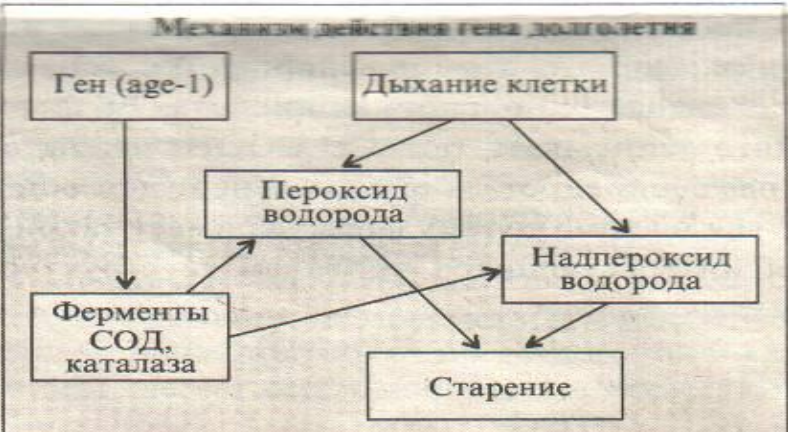 Механизм действия гена долголетия
Ген (age-1)
Дыхание клетки
Пероксид
водорода
Надпероксид
водорода
Ферменты
СОД,
каталаза
Старение